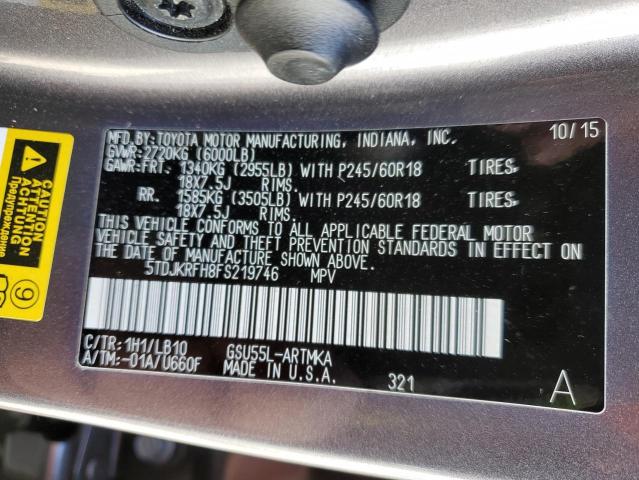 MFD.BY:TOYOTA MOTOR MANUFACTURING, INDIANA, INC. 10/15
GVWR:2720KG (6000LB)
GAWR:FRT. 1340KG (2955LB) WITH P245/60R18 TIRES
18X7.5J RIMS.
RR. 1585KG (3505LB) WITH P245/60R18 TIRES
18X7.5J RIMS.
THIS VEHICLE CONFORMS TO ALL APPLICABLE FEDERAL MOTOR
VEHICLE SAFETY AND THEFT PREVENTION STANDARDS IN EFFECT ON
THE DATE OF MANUFACTURE SHOWN ABOVE.
5TDJKRFH8FS219746 MPV
C/TR:1H1/LB10 GSU55L-ARTMKA
A/TM:-01A/U660F MADE IN U.S.A. 321 A
CAUTION
ATTENTION
ACHTUNG
Предупреждение
9